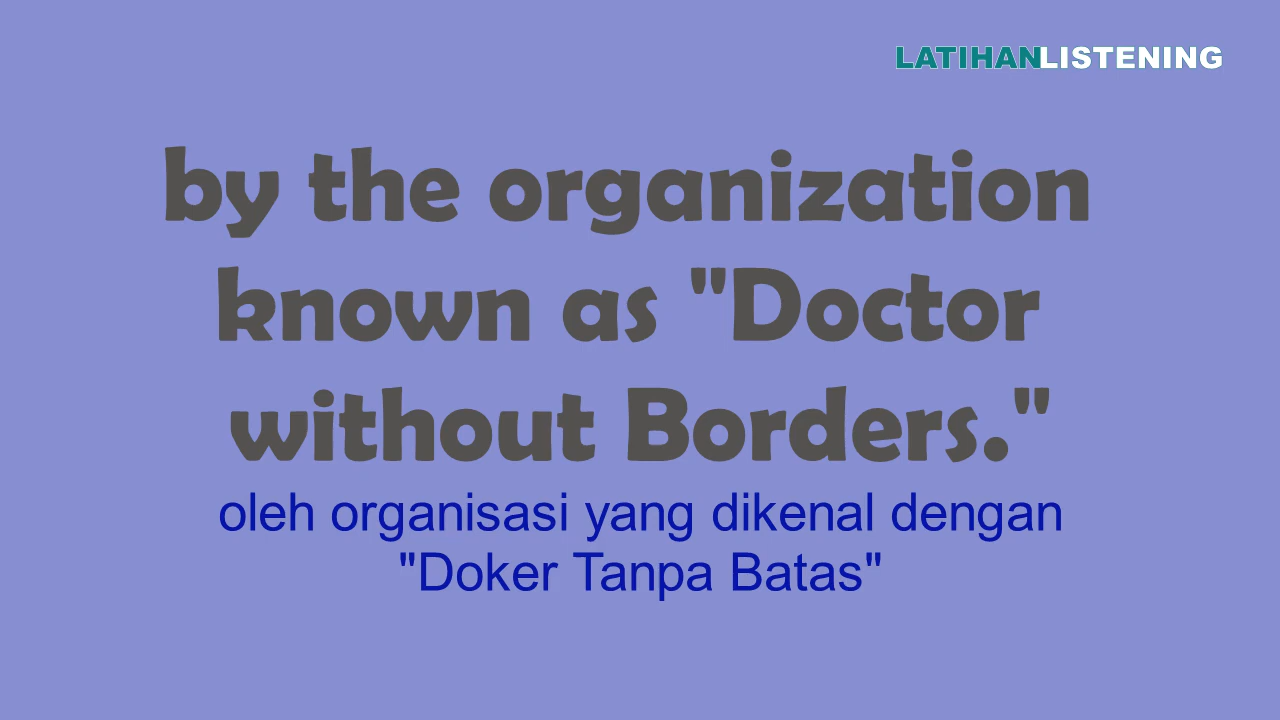 LATIHANLISTENING
by the organization
known as "Doctor
without Borders."
oleh organisasi yang dikenal dengan
"Doker Tanpa Batas"